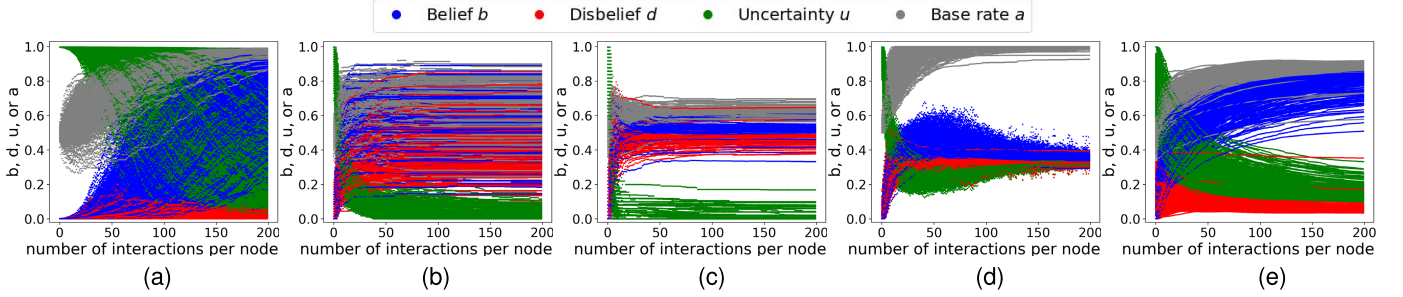 Belief b Disbelief d Uncertainty u Base rate a
b, d, u, or a
1.0
0.8
0.6
0.4
0.2
0.0
0 50 100 150 200
number of interactions per node
(a)
b, d, u, or a
1.0
0.8
0.6
0.4
0.2
0.0
0 50 100 150 200
number of interactions per node
(b)
b, d, u, or a
1.0
0.8
0.6
0.4
0.2
0.0
0 50 100 150 200
number of interactions per node
(c)
b, d, u, or a
1.0
0.8
0.6
0.4
0.2
0.0
0 50 100 150 200
number of interactions per node
(d)
b, d, u, or a
1.0
0.8
0.6
0.4
0.2
0.0
0 50 100 150 200
number of interactions per node
(e)